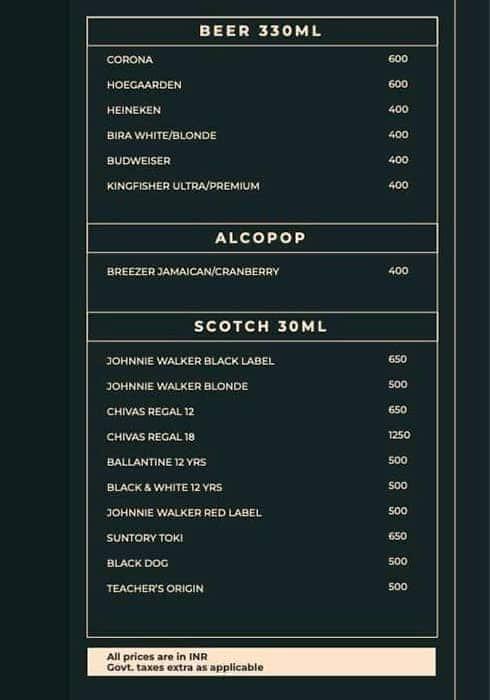 BEER 330ML
CORONA 600
HOEGAARDEN 600
HEINEKEN 400
BIRA WHITE/BLONDE 400
BUDWEISER 400
KINGFISHER ULTRA/PREMIUM 400
ALCOPOP
BREEZER JAMAICAN/CRANBERRY 400
SCOTCH 30ML
JOHNNIE WALKER BLACK LABEL 650
JOHNNIE WALKER BLONDE 500
CHIVAS REGAL 12 650
CHIVAS REGAL 18 1250
BALLANTINE 12 YRS 500
BLACK & WHITE 12 YRS 500
JOHNNIE WALKER RED LABEL 500
SUNTORY TOKI 650
BLACK DOG 500
TEACHER'S ORIGIN 500
All prices are in INR
Govt. taxes extra as applicable